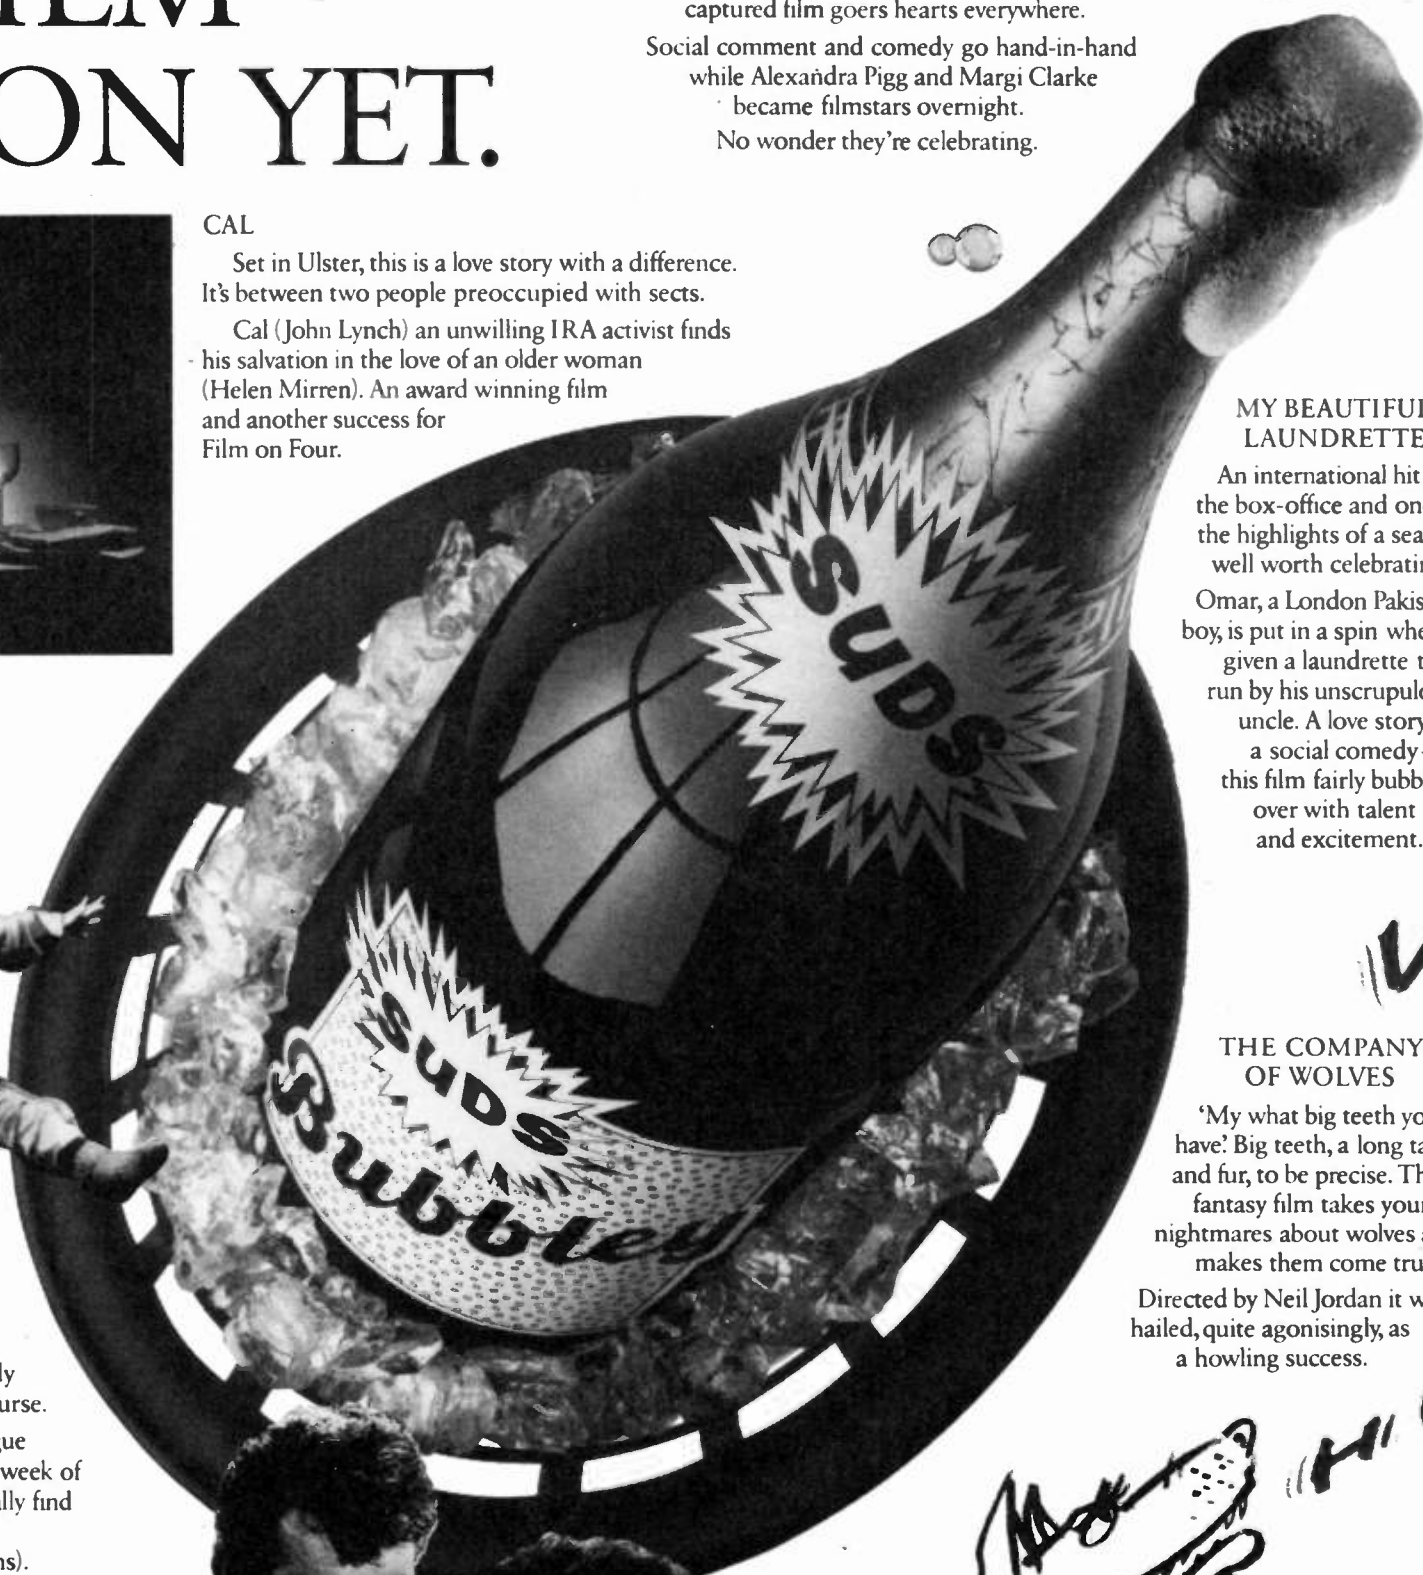 ON YET.
captured film goers hearts everywhere.
Social comment and comedy go hand-in-hand
while Alexandra Pigg and Margi Clarke
became filmstars overnight.
No wonder they're celebrating.
CAL
Set in Ulster, this is a love story with a difference.
It's between two people preoccupied with sects.
Cal (John Lynch) an unwilling IRA activist finds
his salvation in the love of an older woman
(Helen Mirren). An award winning film
and another success for
Film on Four.
SUDS
SUDS
Bubbles
MY BEAUTIFUL
LAUNDRETTE
An international hit
the box-office and on
the highlights of a sea
well worth celebratin
Omar, a London Pakis
boy, is put in a spin whe
given a laundrette t
run by his unscrupulo
uncle. A love story
a social comedy-
this film fairly bubb
over with talent
and excitement.
THE COMPANY
OF WOLVES
'My what big teeth yo
have.' Big teeth, a long ta
and fur, to be precise. Th
fantasy film takes your
nightmares about wolves a
makes them come tru
Directed by Neil Jordan it w
hailed, quite agonisingly, as
a howling success.
ly
urse.
gue
week of
lly find
ns).